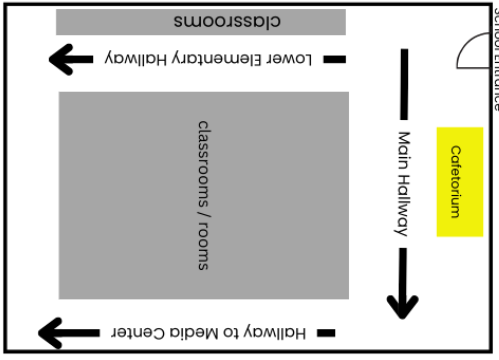 classrooms
Lower Elementary Hallway
School Entrance
classrooms / rooms
Main Hallway
Cafetorium
Hallway to Media Center